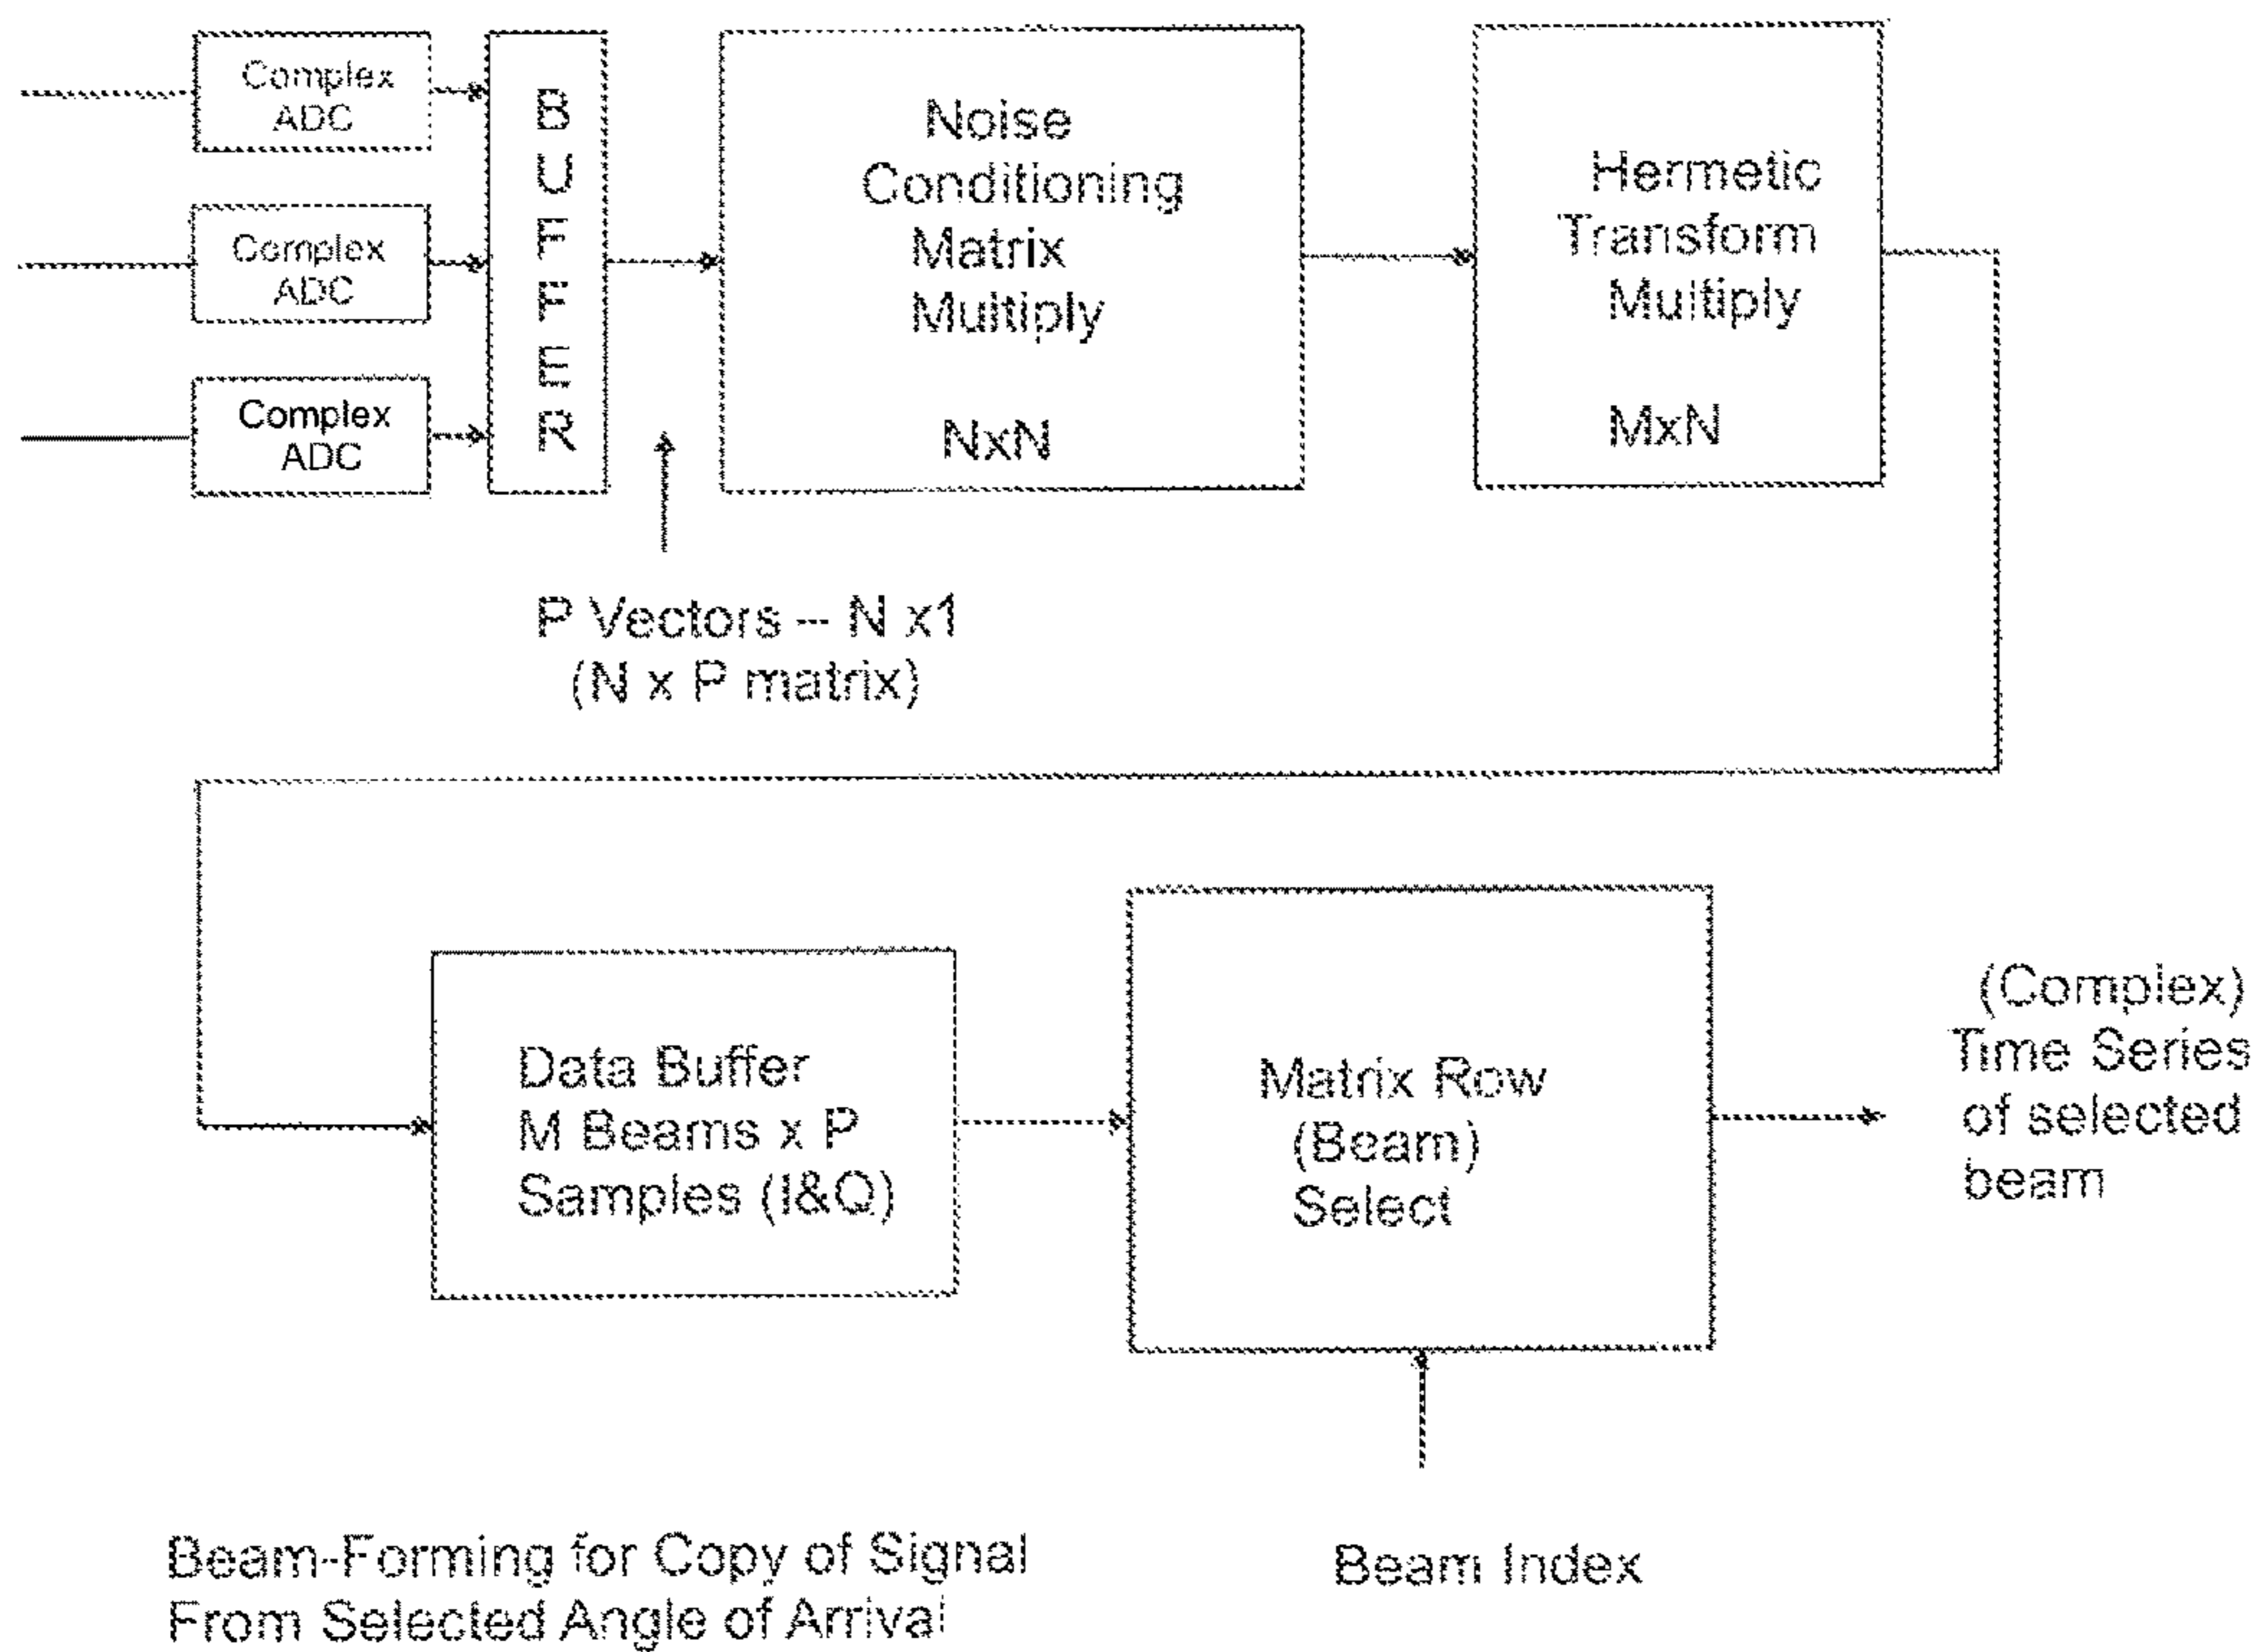 Complex
ADC
Complex
ADC
Complex
ADC
B
U
F
F
E
R
Noise
Conditioning
Matrix
Multiply
NxN
Hermetic
Transform
Multiply
MxN
P Vectors -- N x1
(N x P matrix)
Data Buffer
M Beams x P
Samples (I&Q)
Matrix Row
(Beam)
Select
(Complex)
Time Series
of selected
beam
Beam Index
Beam-Forming for Copy of Signal
From Selected Angle of Arrival